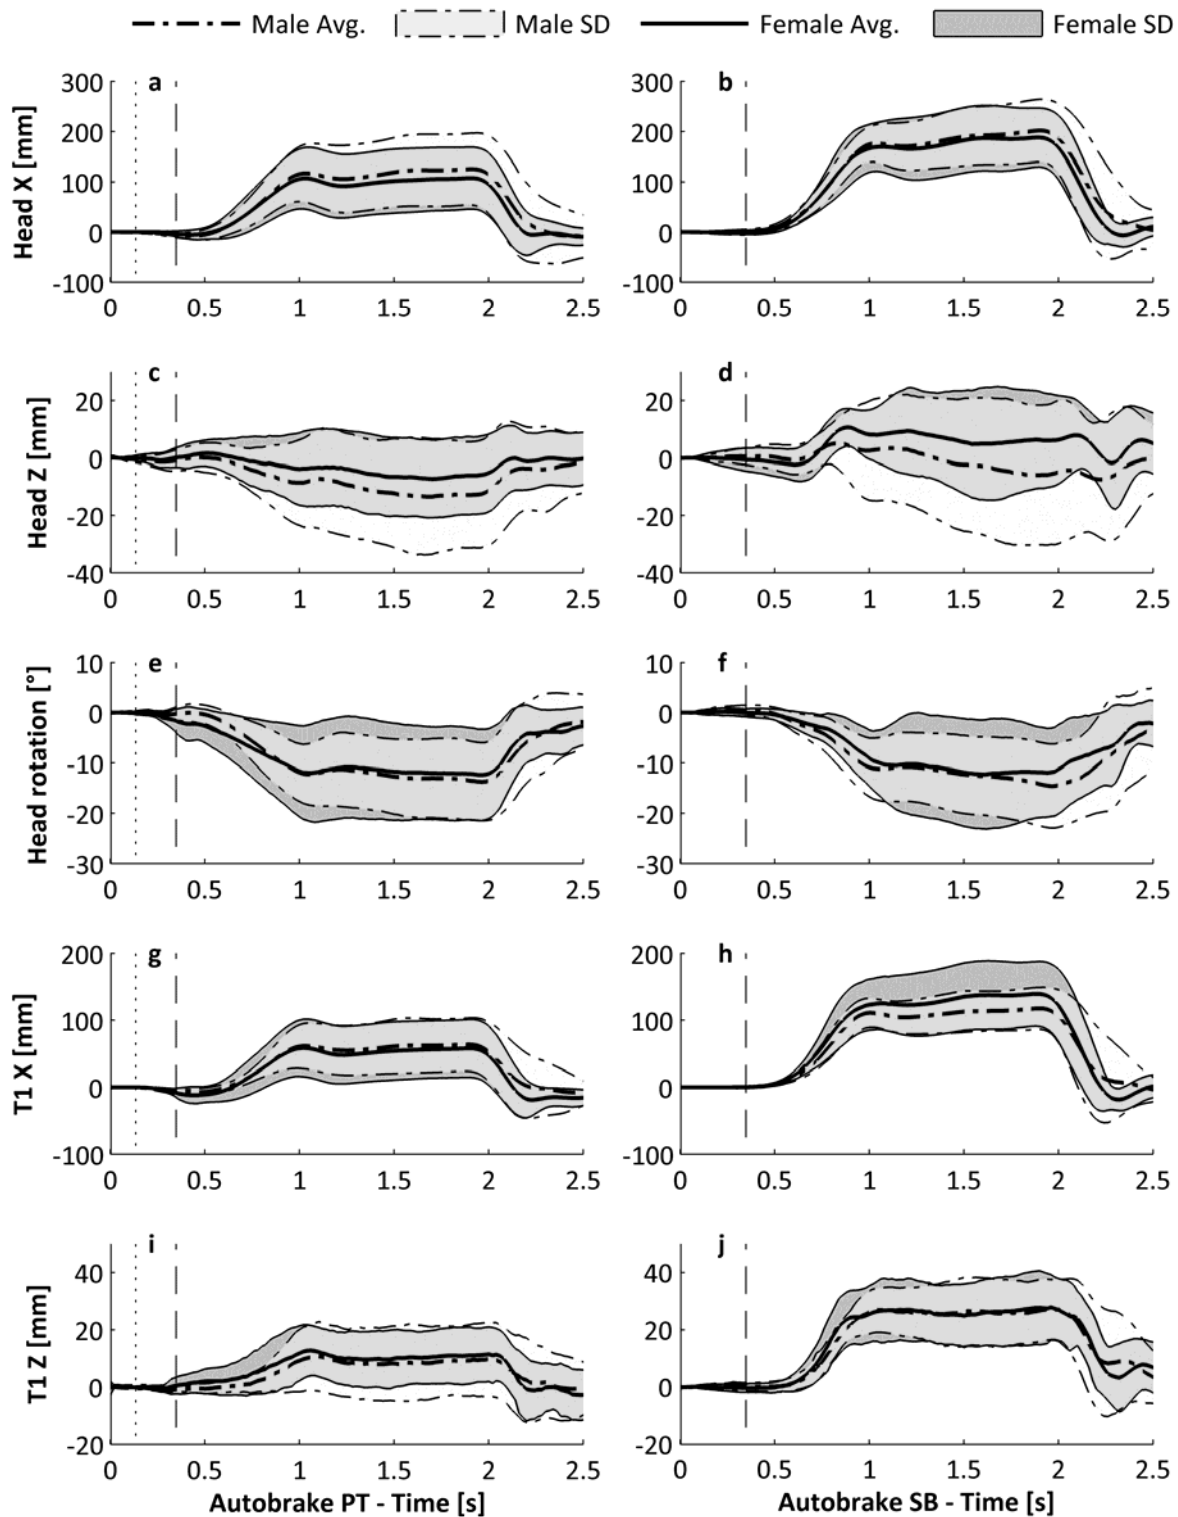 Male Avg. Male SD Female Avg. Female SD
Head X [mm]
a
300
200
100
0
-100
0 0.5 1 1.5 2 2.5
b
300
200
100
0
-100
0 0.5 1 1.5 2 2.5
Head Z [mm]
c
20
0
-20
-40
0 0.5 1 1.5 2 2.5
d
20
0
-20
-40
0 0.5 1 1.5 2 2.5
Head rotation [°]
e
10
0
-10
-20
-30
0 0.5 1 1.5 2 2.5
f
10
0
-10
-20
-30
0 0.5 1 1.5 2 2.5
T1 X [mm]
g
200
100
0
-100
0 0.5 1 1.5 2 2.5
h
200
100
0
-100
0 0.5 1 1.5 2 2.5
T1 Z [mm]
i
40
20
0
-20
0 0.5 1 1.5 2 2.5
Autobrake PT - Time [s]
j
40
20
0
-20
0 0.5 1 1.5 2 2.5
Autobrake SB - Time [s]